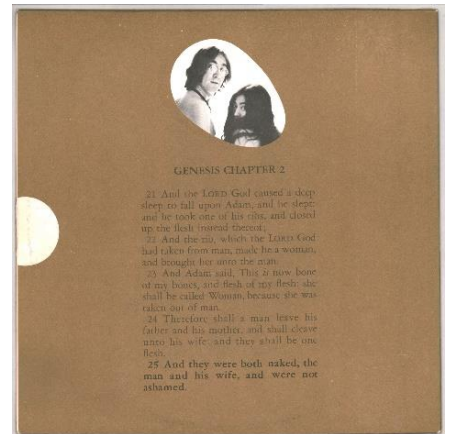 GENESIS CHAPTER 2
21 And the LORD God caused a deep
sleep to fall upon Adam, and he slept:
and he took one of his ribs, and closed
up the flesh instead thereof;
22 And the rib, which the LORD God
had taken from man, made he a woman,
and brought her unto the man.
23 And Adam said, This is now bone
of my bones, and flesh of my flesh: she
shall be called Woman, because she was
taken out of man.
24 Therefore shall a man leave his
father and his mother, and shall cleave
unto his wife: and they shall be one
flesh.
25 And they were both naked, the
man and his wife, and were not
ashamed.